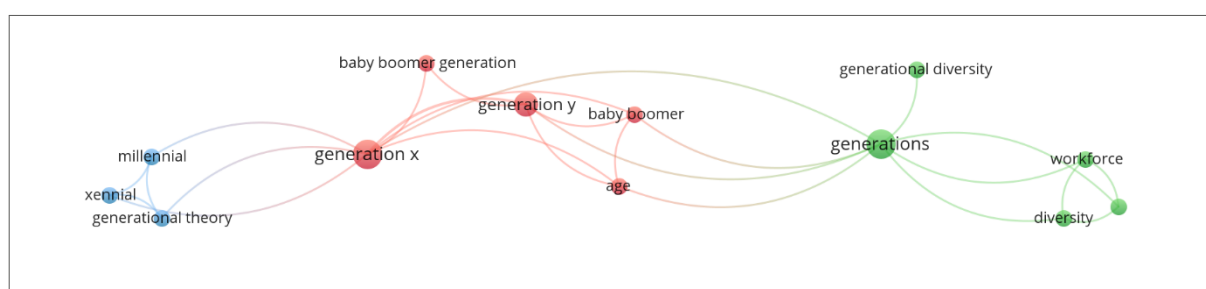 baby boomer generation
generational diversity
generation y
baby boomer
generations
millennial
generation x
workforce
age
xennial
generational theory
diversity